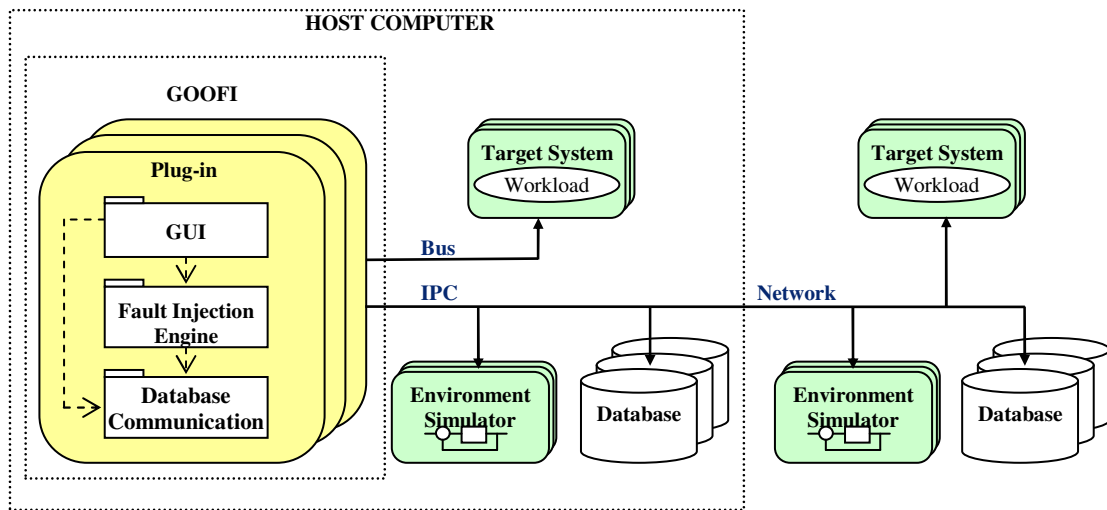 HOST COMPUTER
GOOFI
Plug-in
GUI
Fault Injection
Engine
Database
Communication
Target System
Workload
Bus
IPC
Environment
Simulator
Database
Network
Target System
Workload
Environment
Simulator
Database